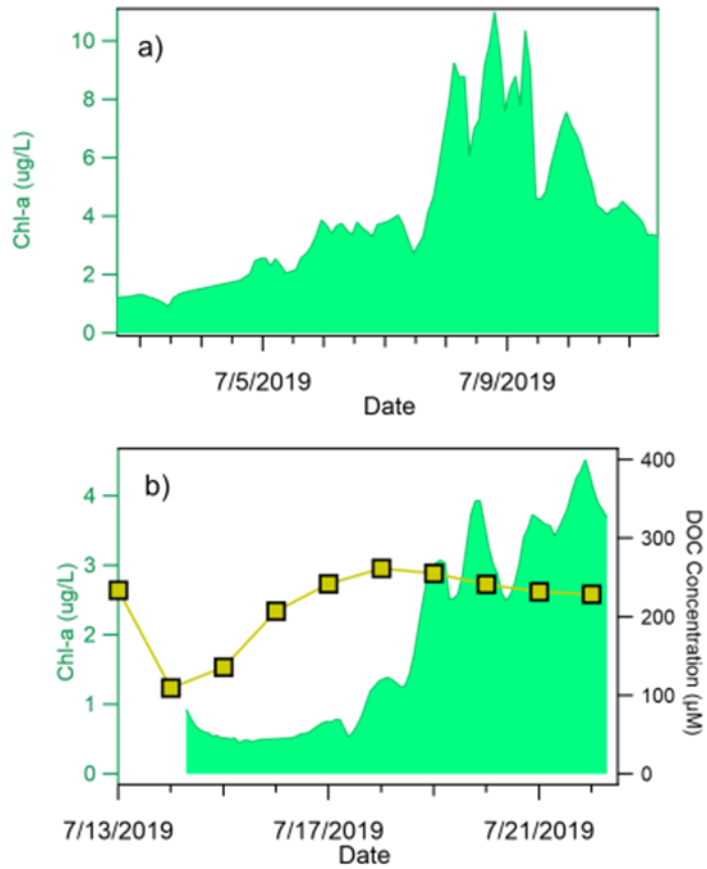 a)
10
8
6
4
2
0
Chl-a (ug/L)
7/5/2019 7/9/2019
Date
b)
4
3
2
1
0
Chl-a (ug/L)
400
300
200
100
0
DOC Concentration (µM)
7/13/2019 7/17/2019 7/21/2019
Date